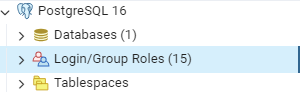 PostgreSQL 16
Databases (1)
Login/Group Roles (15)
Tablespaces